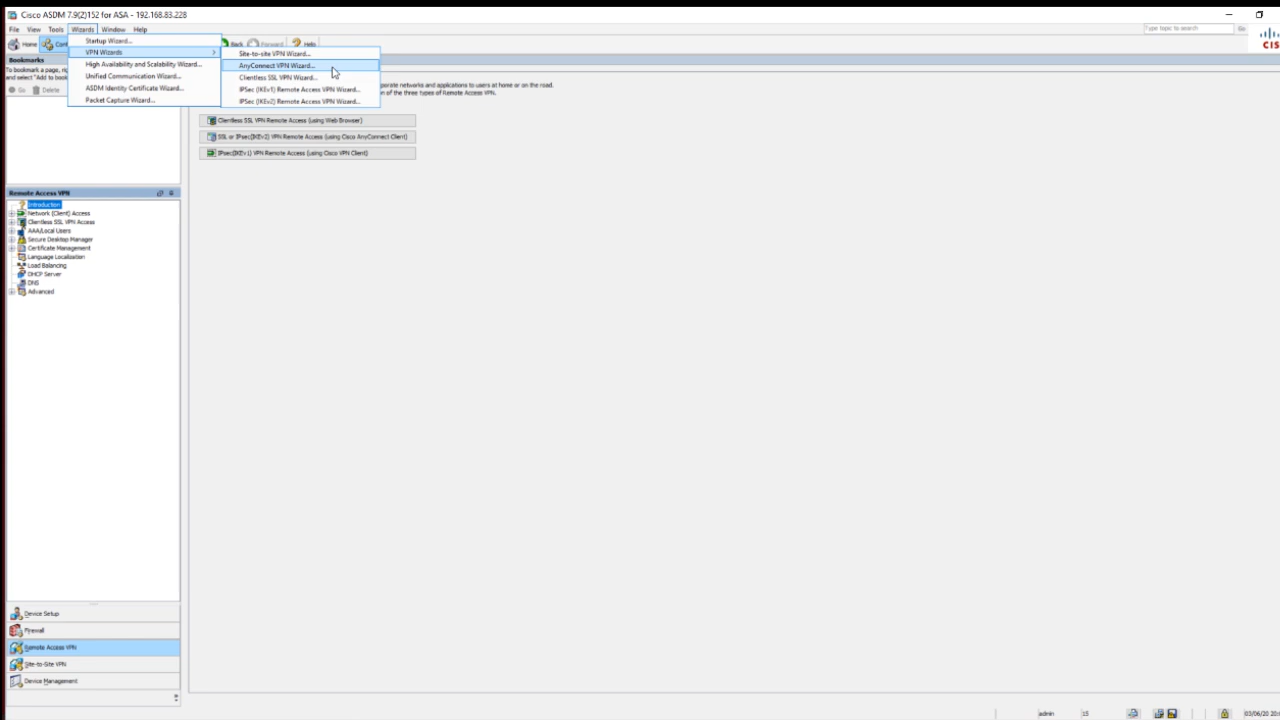 Cisco ASDM 7.9(2)152 for ASA - 192.168.83.228
File View Tools Wizards Window Help
Type topic to search
Go
Home
Back Forward Help
CIS
Startup Wizard...
VPN Wizards
High Availability and Scalability Wizard...
Unified Communication Wizard...
ASDM Identity Certificate Wizard...
Packet Capture Wizard...
Site-to-site VPN Wizard...
AnyConnect VPN Wizard...
Clientless SSL VPN Wizard...
IPSec (IKEv1) Remote Access VPN Wizard...
IPSec (IKEv2) Remote Access VPN Wizard...
Bookmarks
To bookmark a page, rig
and select "Add to book
Go Delete
porate networks and applications to users at home or on the road.
on of the three types of Remote Access VPN.
Clientless SSL VPN Remote Access (using Web Browser)
SSL or IPsec(IKEv2) VPN Remote Access (using Cisco AnyConnect Client)
IPsec(IKEv1) VPN Remote Access (using Cisco VPN Client)
Remote Access VPN
Introduction
Network (Client) Access
Clientless SSL VPN Access
AAA/Local Users
Secure Desktop Manager
Certificate Management
Language Localization
Load Balancing
DHCP Server
DNS
Advanced
Device Setup
Firewall
Remote Access VPN
Site-to-Site VPN
Device Management
admin 15 03/06/20 20: